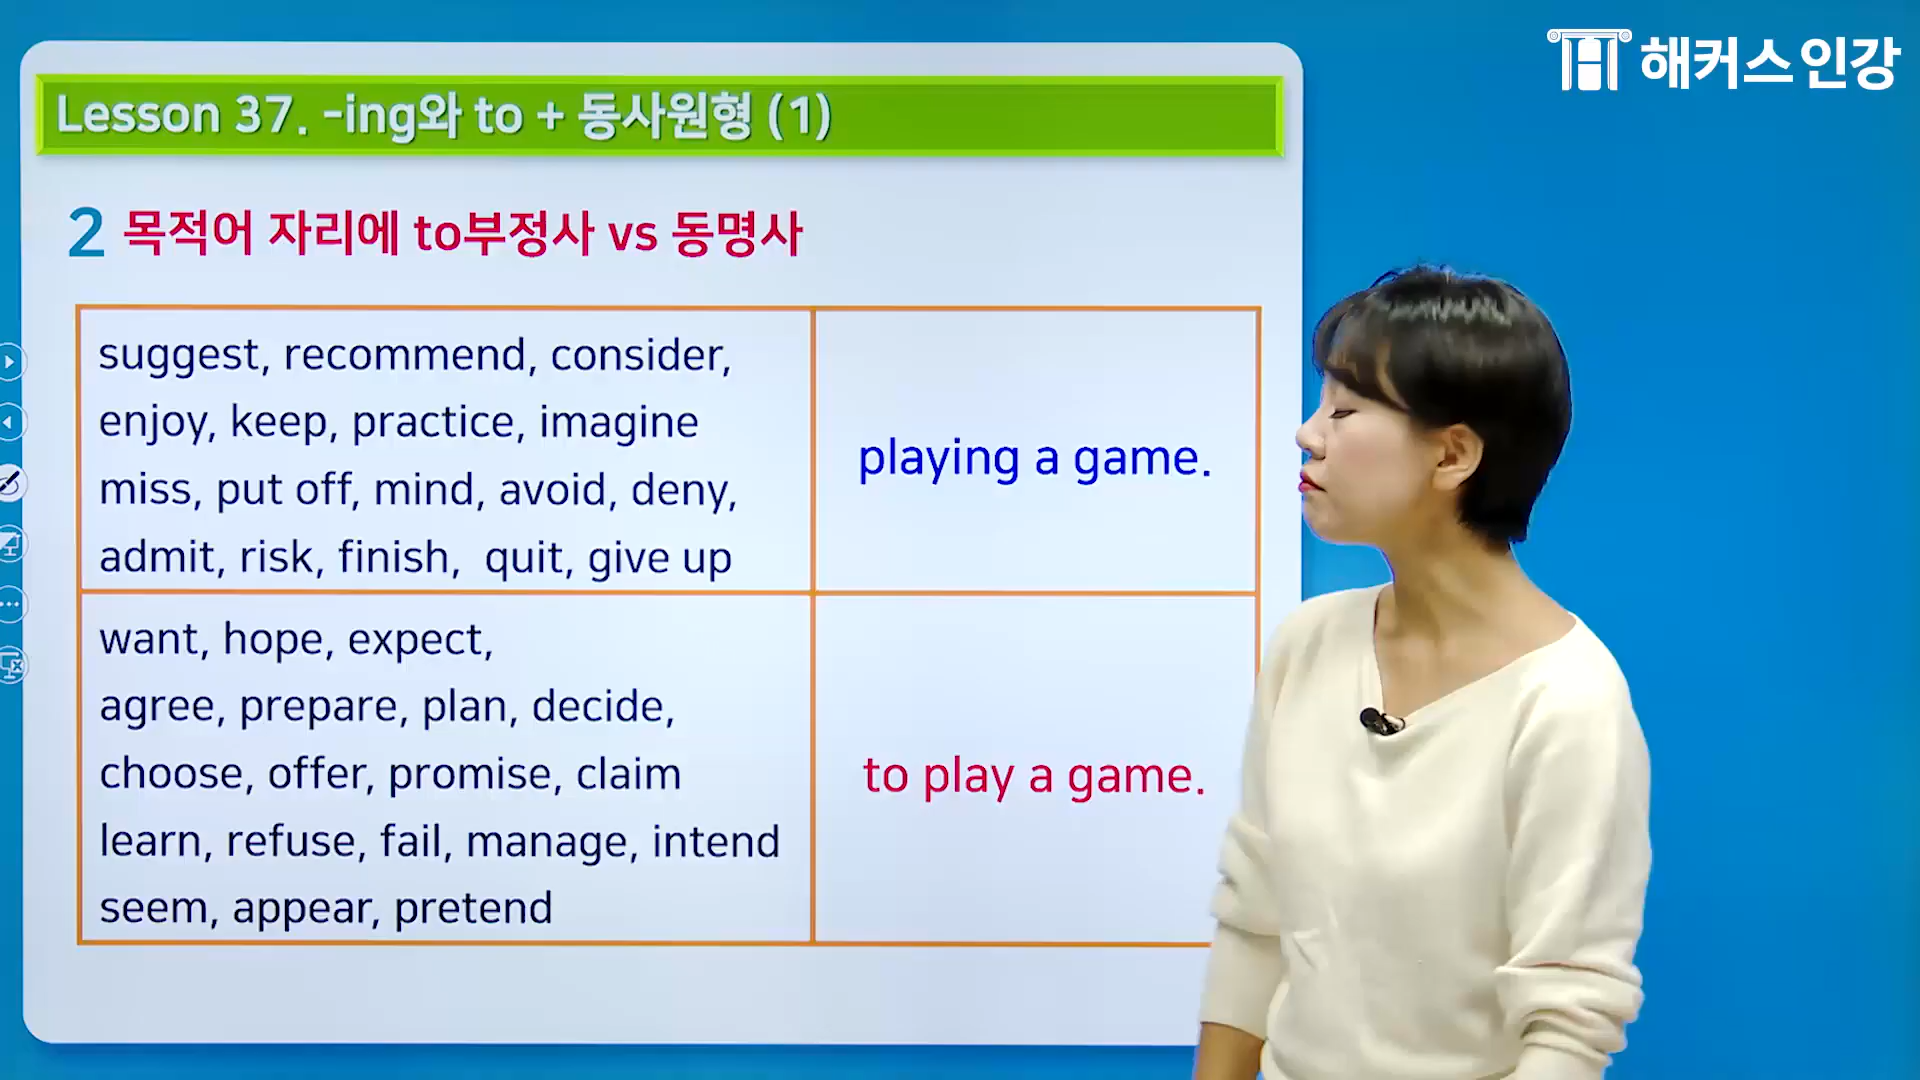 해커스인강
Lesson 37. -ing와 to + 동사원형 (1)
2 목적어 자리에 to부정사 vs 동명사
suggest, recommend, consider,
enjoy, keep, practice, imagine
miss, put off, mind, avoid, deny,
admit, risk, finish, quit, give up
playing a game.
want, hope, expect,
agree, prepare, plan, decide,
choose, offer, promise, claim
learn, refuse, fail, manage, intend
seem, appear, pretend
to play a game.